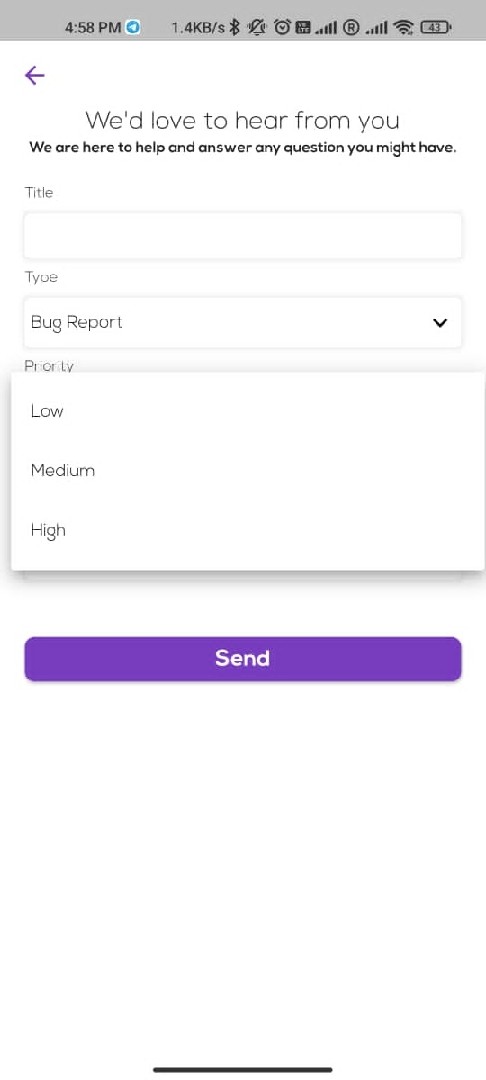 4:58 PM 1.4KB/s 43
We'd love to hear from you
We are here to help and answer any question you might have.
Title
Type
Bug Report
Priority
Low
Medium
High
Send